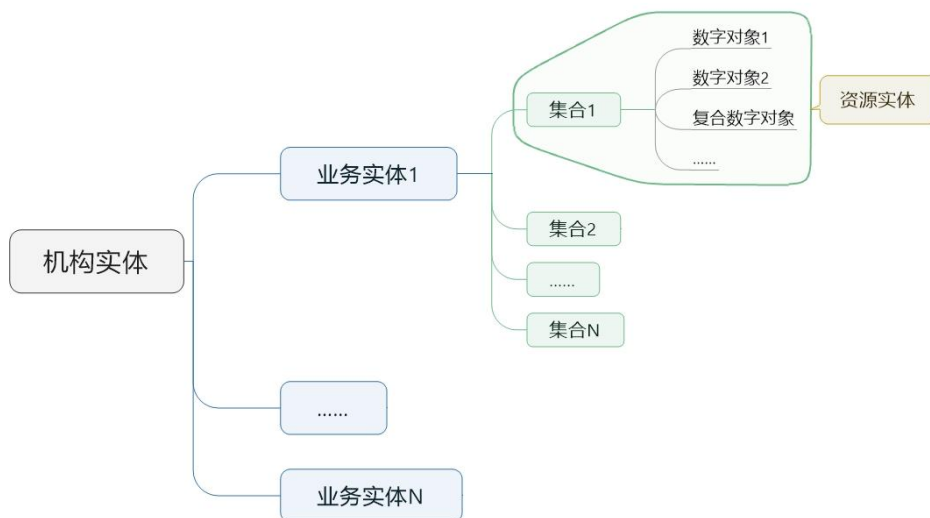 机构实体
业务实体1
集合1
数字对象1
数字对象2
复合数字对象
……
资源实体
集合2
……
集合N
……
业务实体N